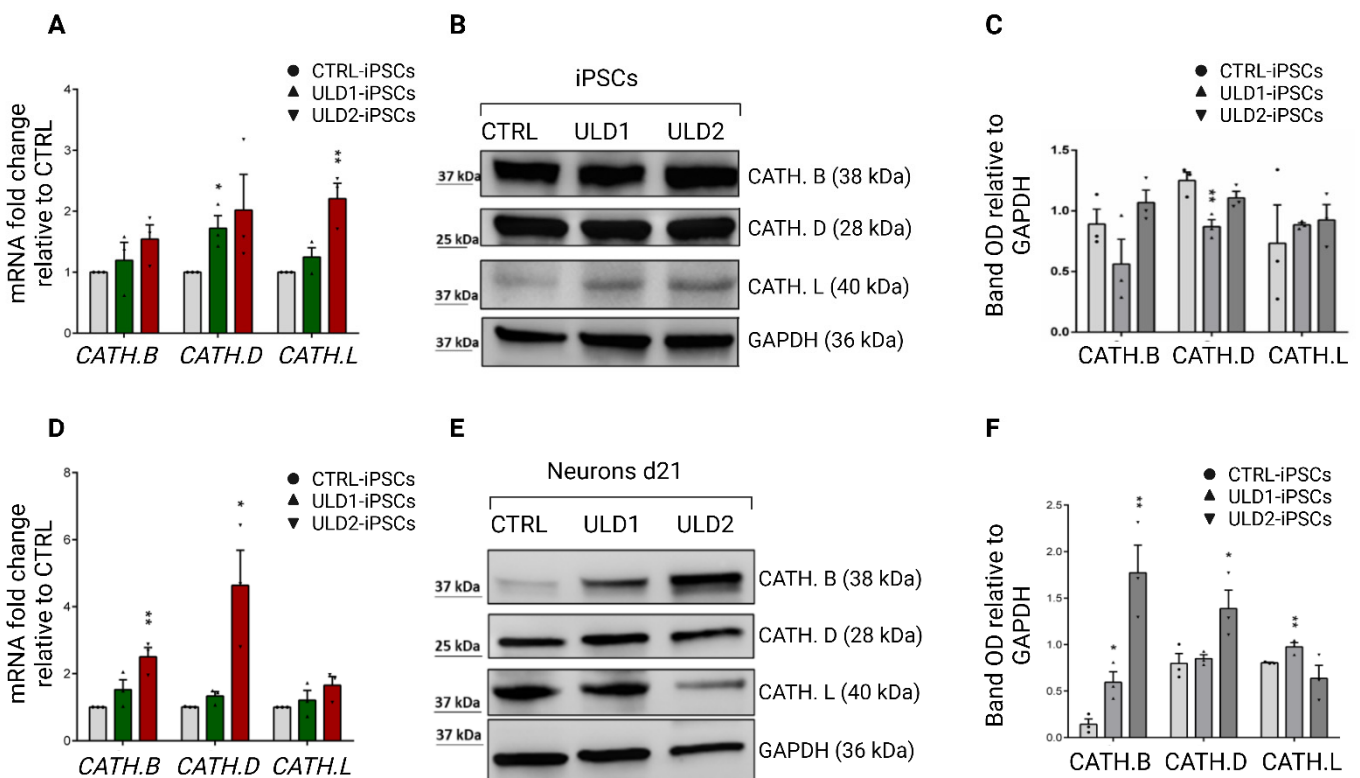 A
CTRL-iPSCs
ULD1-iPSCs
ULD2-iPSCs
mRNA fold change
relative to CTRL
4
3
2
1
0
*
**
CATH.B
CATH.D
CATH.L
B
iPSCs
CTRL
ULD1
ULD2
37 kDa
CATH. B (38 kDa)
25 kDa
CATH. D (28 kDa)
37 kDa
CATH. L (40 kDa)
37 kDa
GAPDH (36 kDa)
C
CTRL-iPSCs
ULD1-iPSCs
ULD2-iPSCs
Band OD relative to
GAPDH
1.5
1.0
0.5
0.0
**
CATH.B
CATH.D
CATH.L
D
CTRL-iPSCs
ULD1-iPSCs
ULD2-iPSCs
mRNA fold change
relative to CTRL
8
6
4
2
0
**
*
CATH.B
CATH.D
CATH.L
E
Neurons d21
CTRL
ULD1
ULD2
37 kDa
CATH. B (38 kDa)
25 kDa
CATH. D (28 kDa)
37 kDa
CATH. L (40 kDa)
37 kDa
GAPDH (36 kDa)
F
CTRL-iPSCs
ULD1-iPSCs
ULD2-iPSCs
Band OD relative to
GAPDH
2.5
2.0
1.5
1.0
0.5
0.0
*
**
*
**
CATH.B
CATH.D
CATH.L